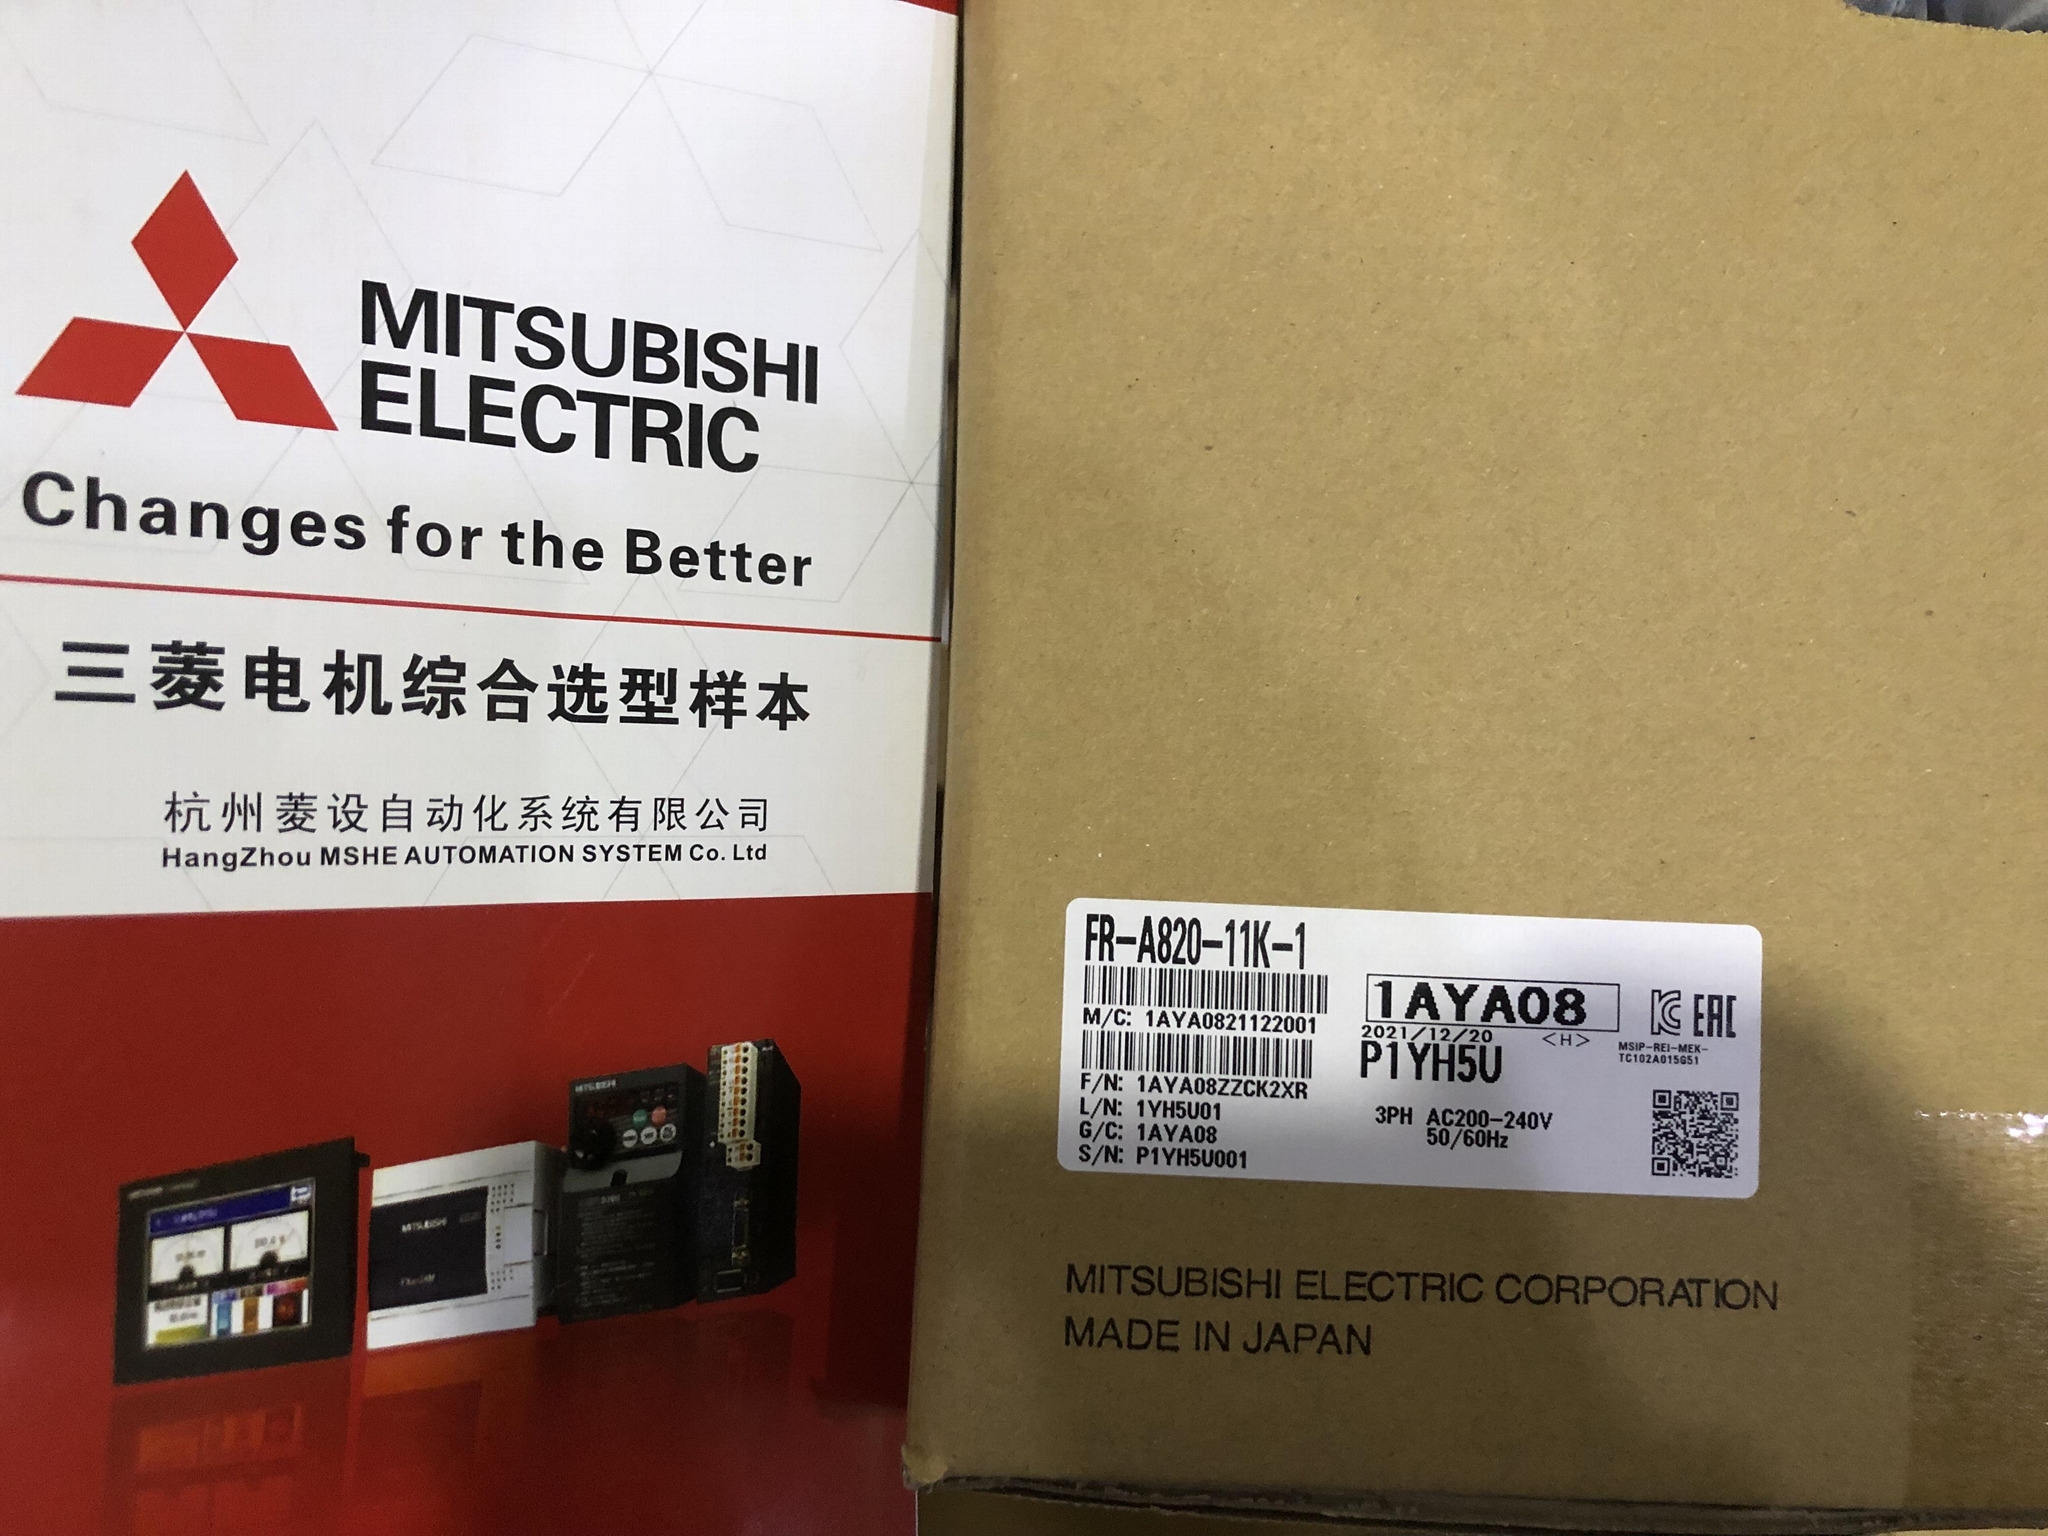 MITSUBISHI
ELECTRIC
Changes for the Better
三菱电机综合选型样本
杭州菱设自动化系统有限公司
HangZhou MSHE AUTOMATION SYSTEM Co. Ltd
MITSUBISHI
MITSUBISHI
FR-A820-11K-1
M/C: 1AYA0821122001
F/N: 1AYA08ZZCK2XR
L/N: 1YH5U01
G/C: 1AYA08
S/N: P1YH5U001
1AYA08
2021/12/20
<H>
P1YH5U
3PH AC200-240V
50/60Hz
EAC
MSIP-REI-MEK-
TC102A015G51
MITSUBISHI ELECTRIC CORPORATION
MADE IN JAPAN